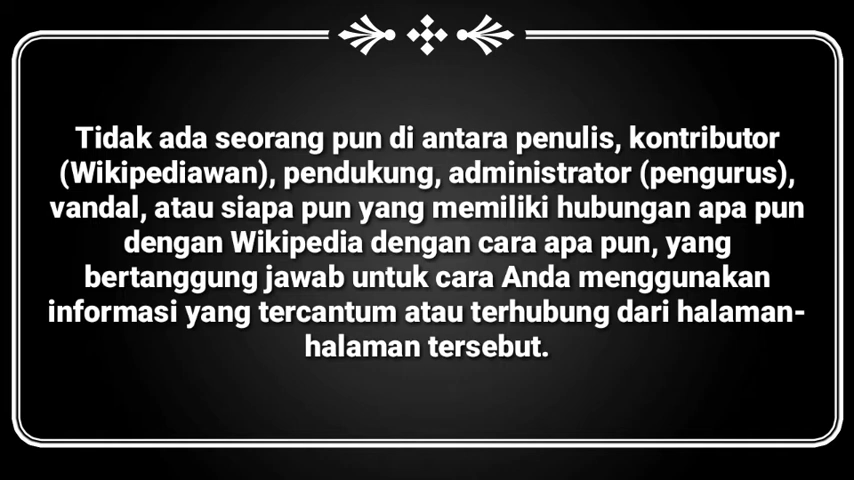 Tidak ada seorang pun di antara penulis, kontributor
(Wikipediawan), pendukung, administrator (pengurus),
vandal, atau siapa pun yang memiliki hubungan apa pun
dengan Wikipedia dengan cara apa pun, yang
bertanggung jawab untuk cara Anda menggunakan
informasi yang tercantum atau terhubung dari halaman-
halaman tersebut.